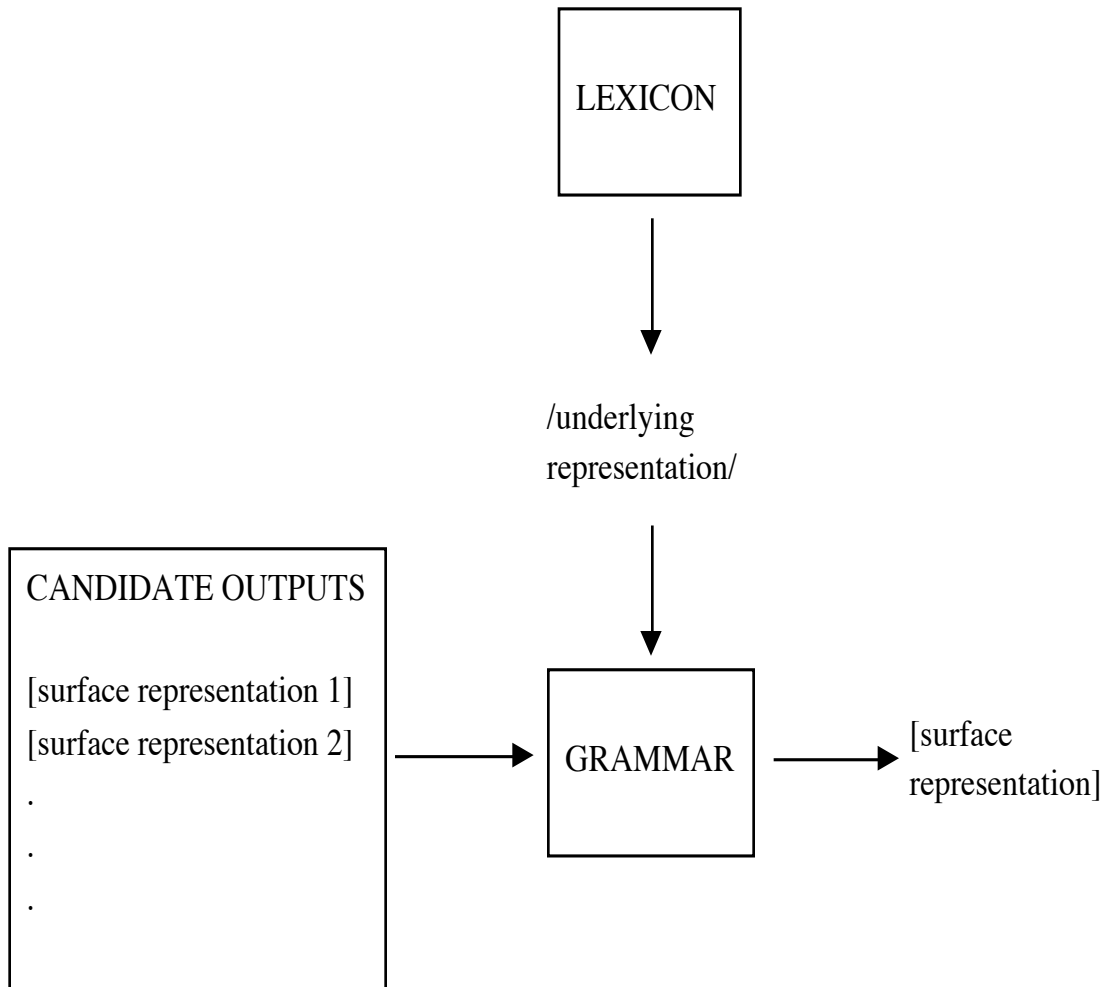 LEXICON
/underlying
representation/
CANDIDATE OUTPUTS
[surface representation 1]
[surface representation 2]
.
.
.
GRAMMAR
[surface
representation]